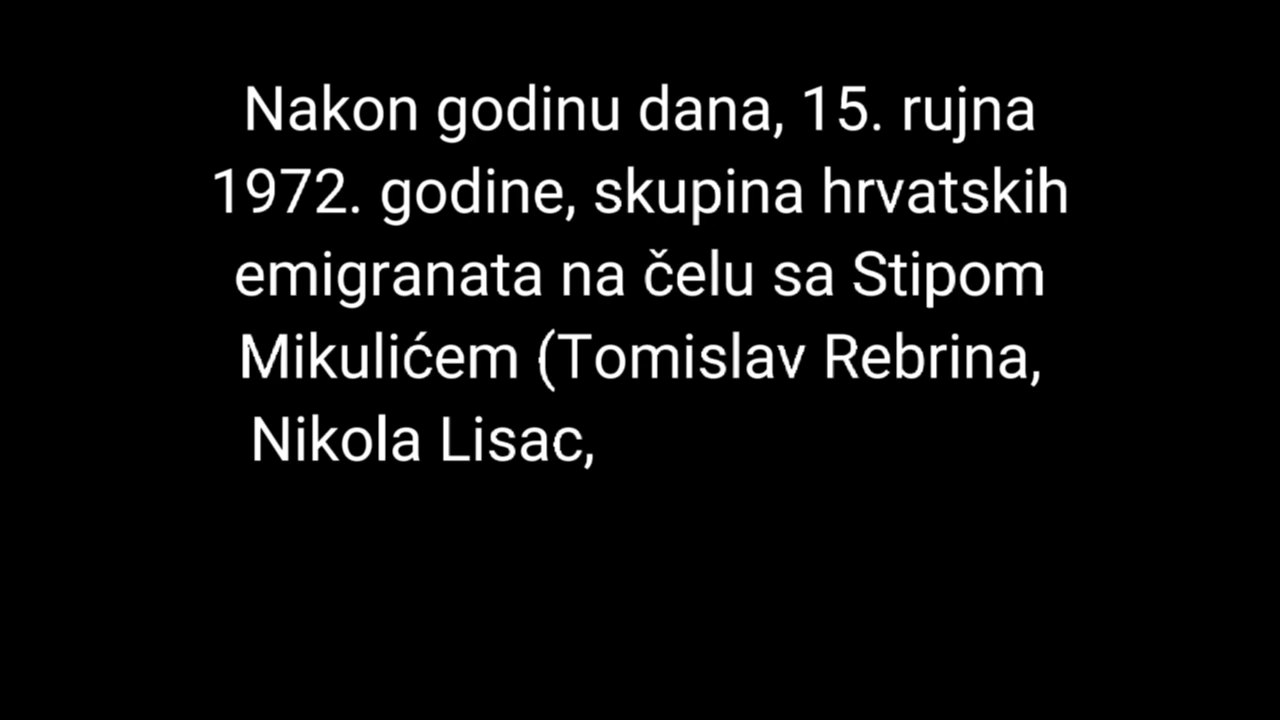 Nakon godinu dana, 15. rujna
1972. godine, skupina hrvatskih
emigranata na čelu sa Stipom
Mikulićem (Tomislav Rebrina,
Nikola Lisac,